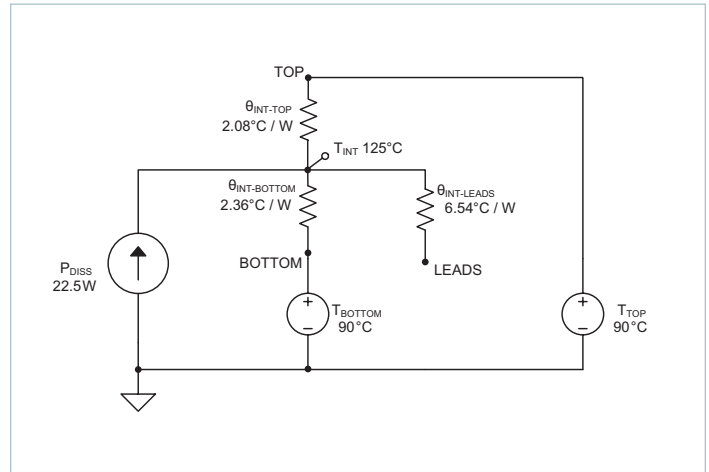 TOP
θINT-TOP
2.08°C / W
TINT 125°C
θINT-BOTTOM
2.36°C / W
θINT-LEADS
6.54°C / W
BOTTOM
LEADS
PDISS
22.5W
+
–
TBOTTOM
90°C
+
–
TTOP
90°C